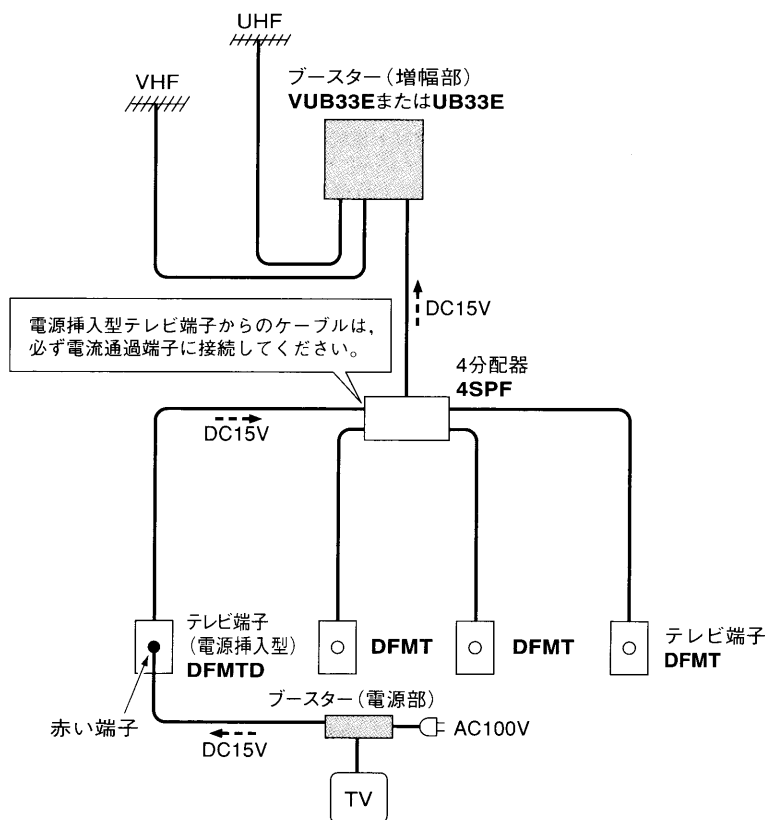 UHF
VHF
ブースター（増幅部）
VUB33EまたはUB33E
DC15V
電源挿入型テレビ端子からのケーブルは，
必ず電流通過端子に接続してください。
4分配器
4SPF
DC15V
テレビ端子
（電源挿入型）
DFMTD
DFMT
DFMT
テレビ端子
DFMT
赤い端子
ブースター（電源部）
DC15V
AC100V
TV